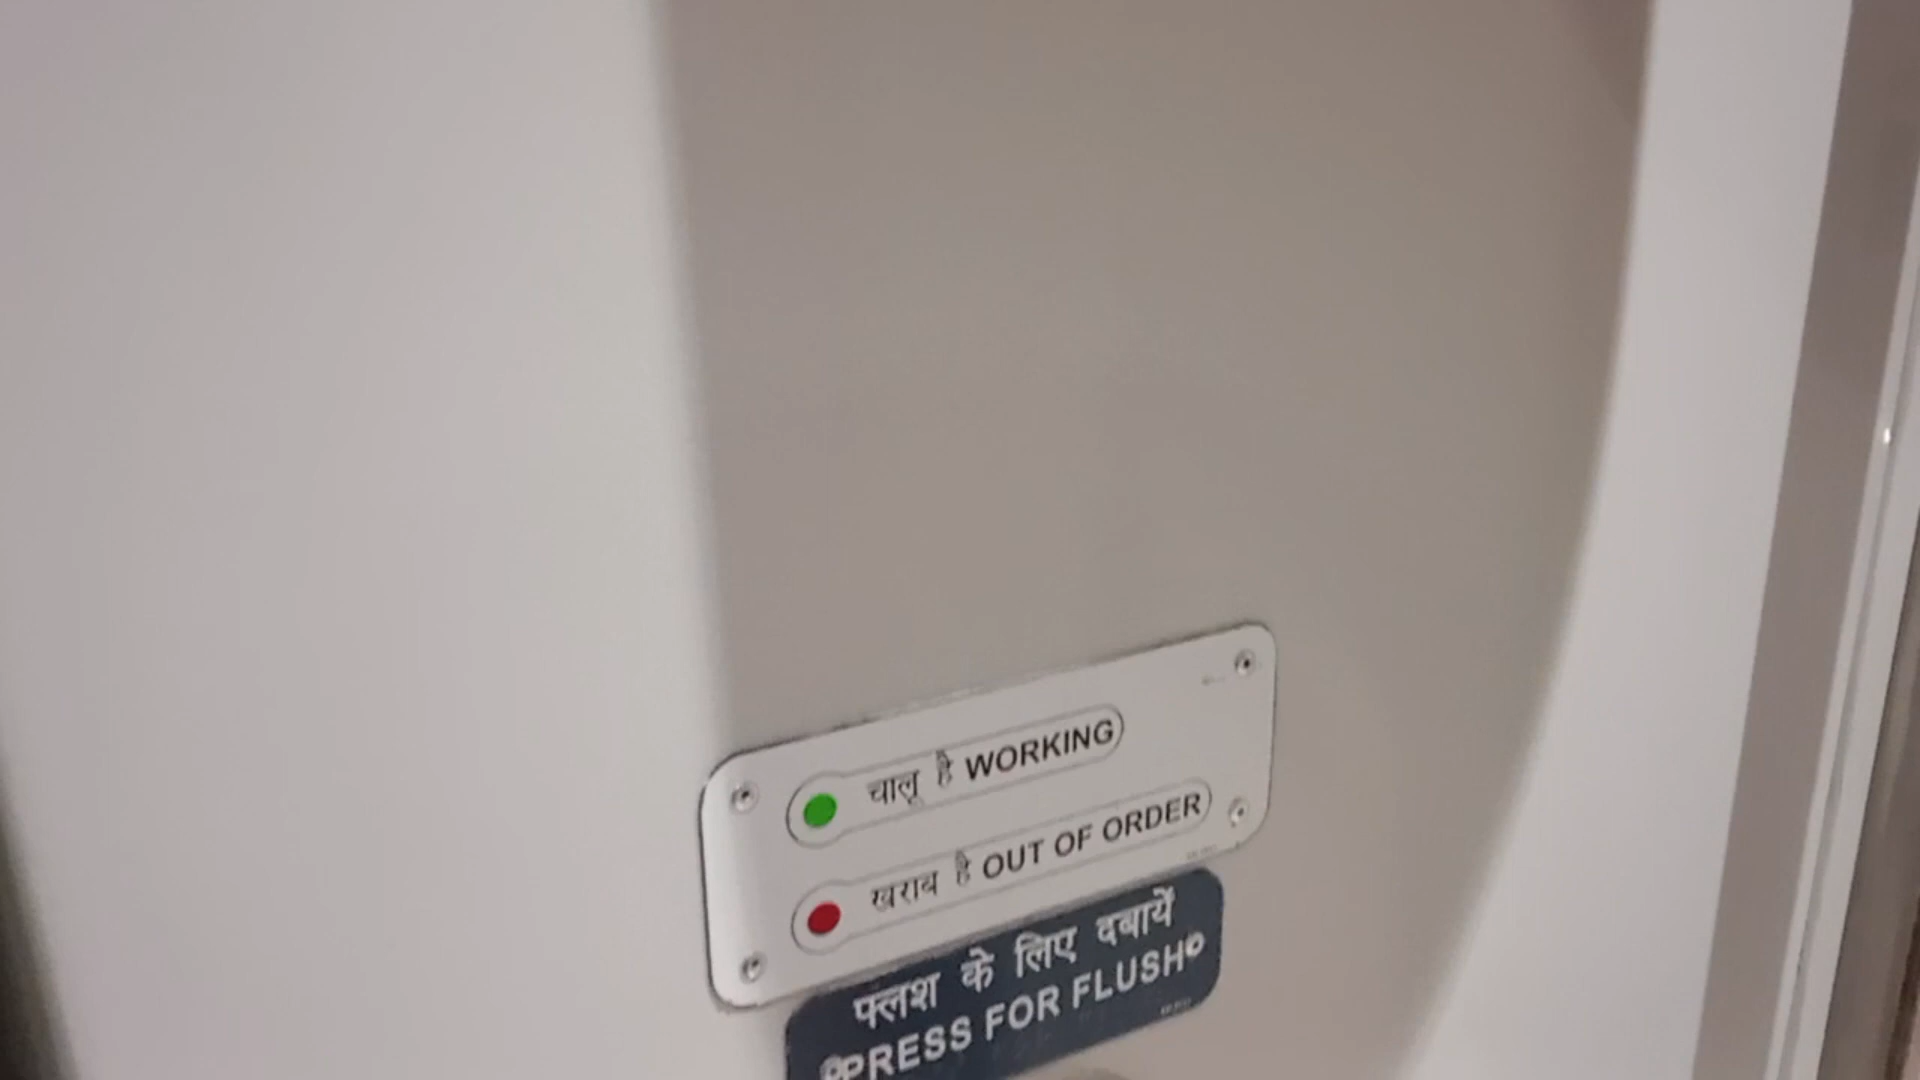 चालू है WORKING
खराब है OUT OF ORDER
फ्लश के लिए दबायें
PRESS FOR FLUSH